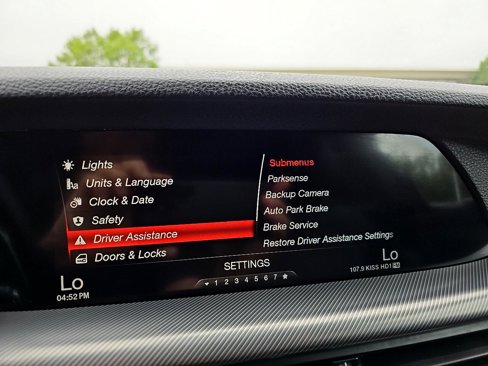 Lights
Units & Language
Clock & Date
Safety
Driver Assistance
Doors & Locks
Submenus
Parksense
Backup Camera
Auto Park Brake
Brake Service
Restore Driver Assistance Settings
SETTINGS
1 2 3 4 5 6 7
Lo
04:52 PM
Lo
107.9 KISS HD1